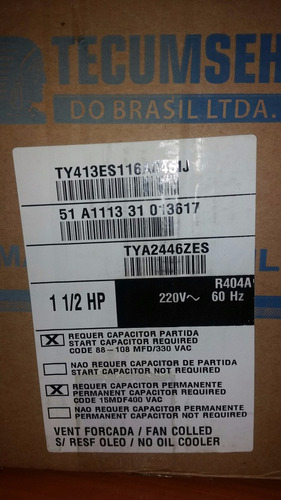 TECUMSEH
DO BRASIL LTDA.
51 A1113 31 013617
TYA2446ZES
1 1/2 HP
R404A
220V~ 60 Hz
X REQUER CAPACITOR PARTIDA
START CAPACITOR REQUIRED
CODE 88-108 MFD/330 VAC
NAO REQUER CAPACITOR DE PARTIDA
START CAPACITOR NOT REQUIRED
X REQUER CAPACITOR PERMANENTE
PERMANENT CAPACITOR REQUIRED
CODE 15MDF400 VAC
NAO REQUER CAPACITOR PERMANENTE
PERMANENT CAPACITOR NOT REQUIRED
VENT FORCADA / FAN COLLED
S/ RESF OLEO / NO OIL COOLER